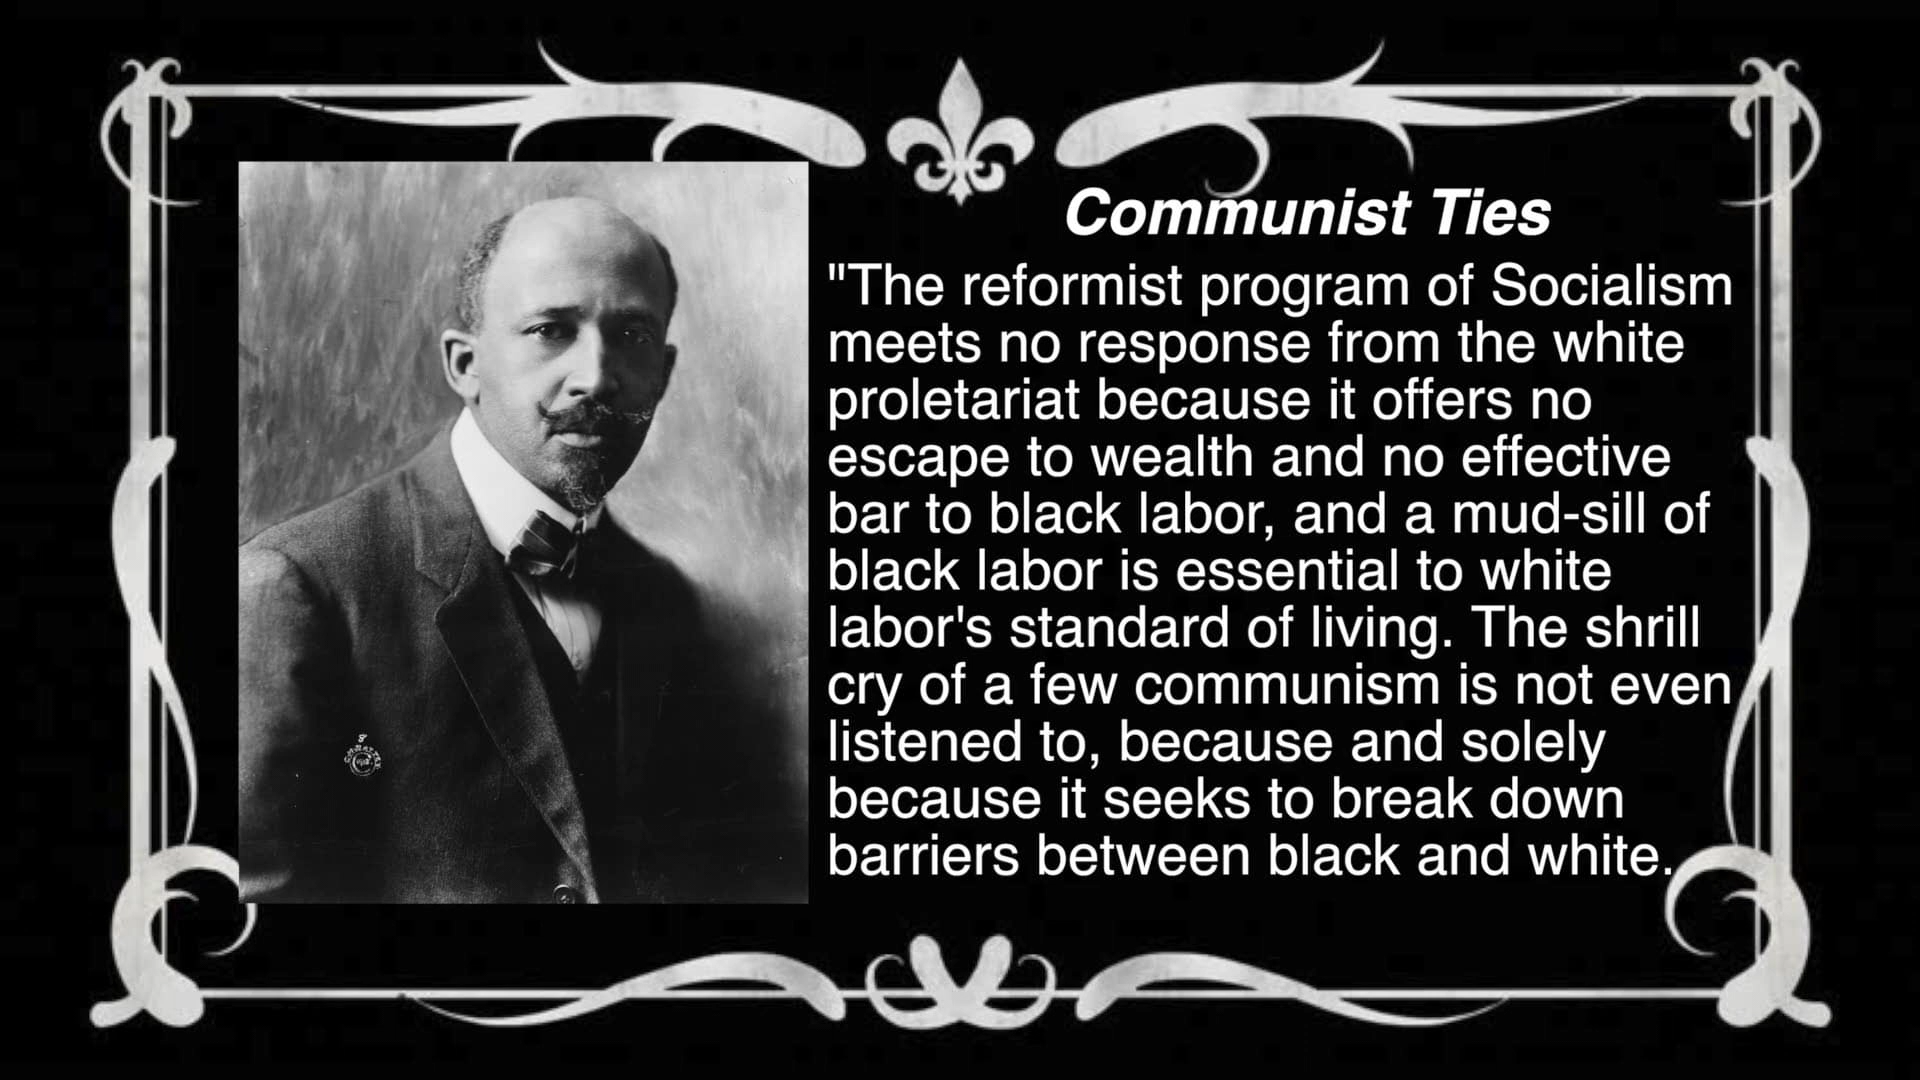 Communist Ties
"The reformist program of Socialism
meets no response from the white
proletariat because it offers no
escape to wealth and no effective
bar to black labor, and a mud-sill of
black labor is essential to white
labor's standard of living. The shrill
cry of a few communism is not even
listened to, because and solely
because it seeks to break down
barriers between black and white.